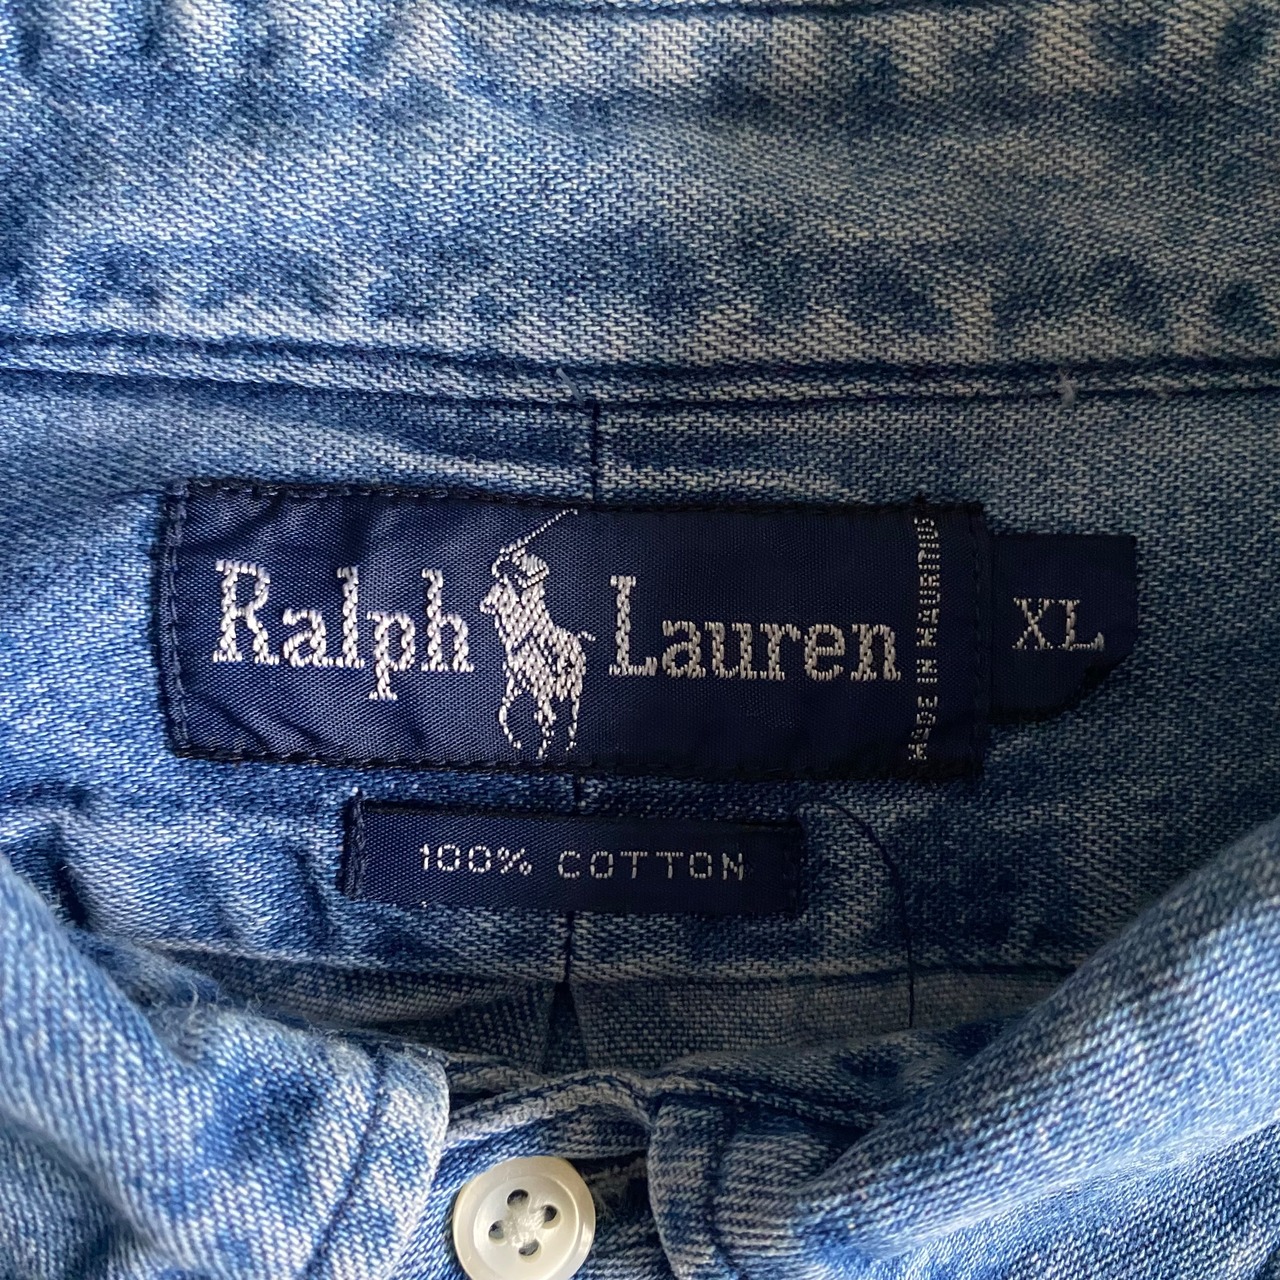 Ralph Lauren
MADE IN MAURITIUS
XL
100% COTTON